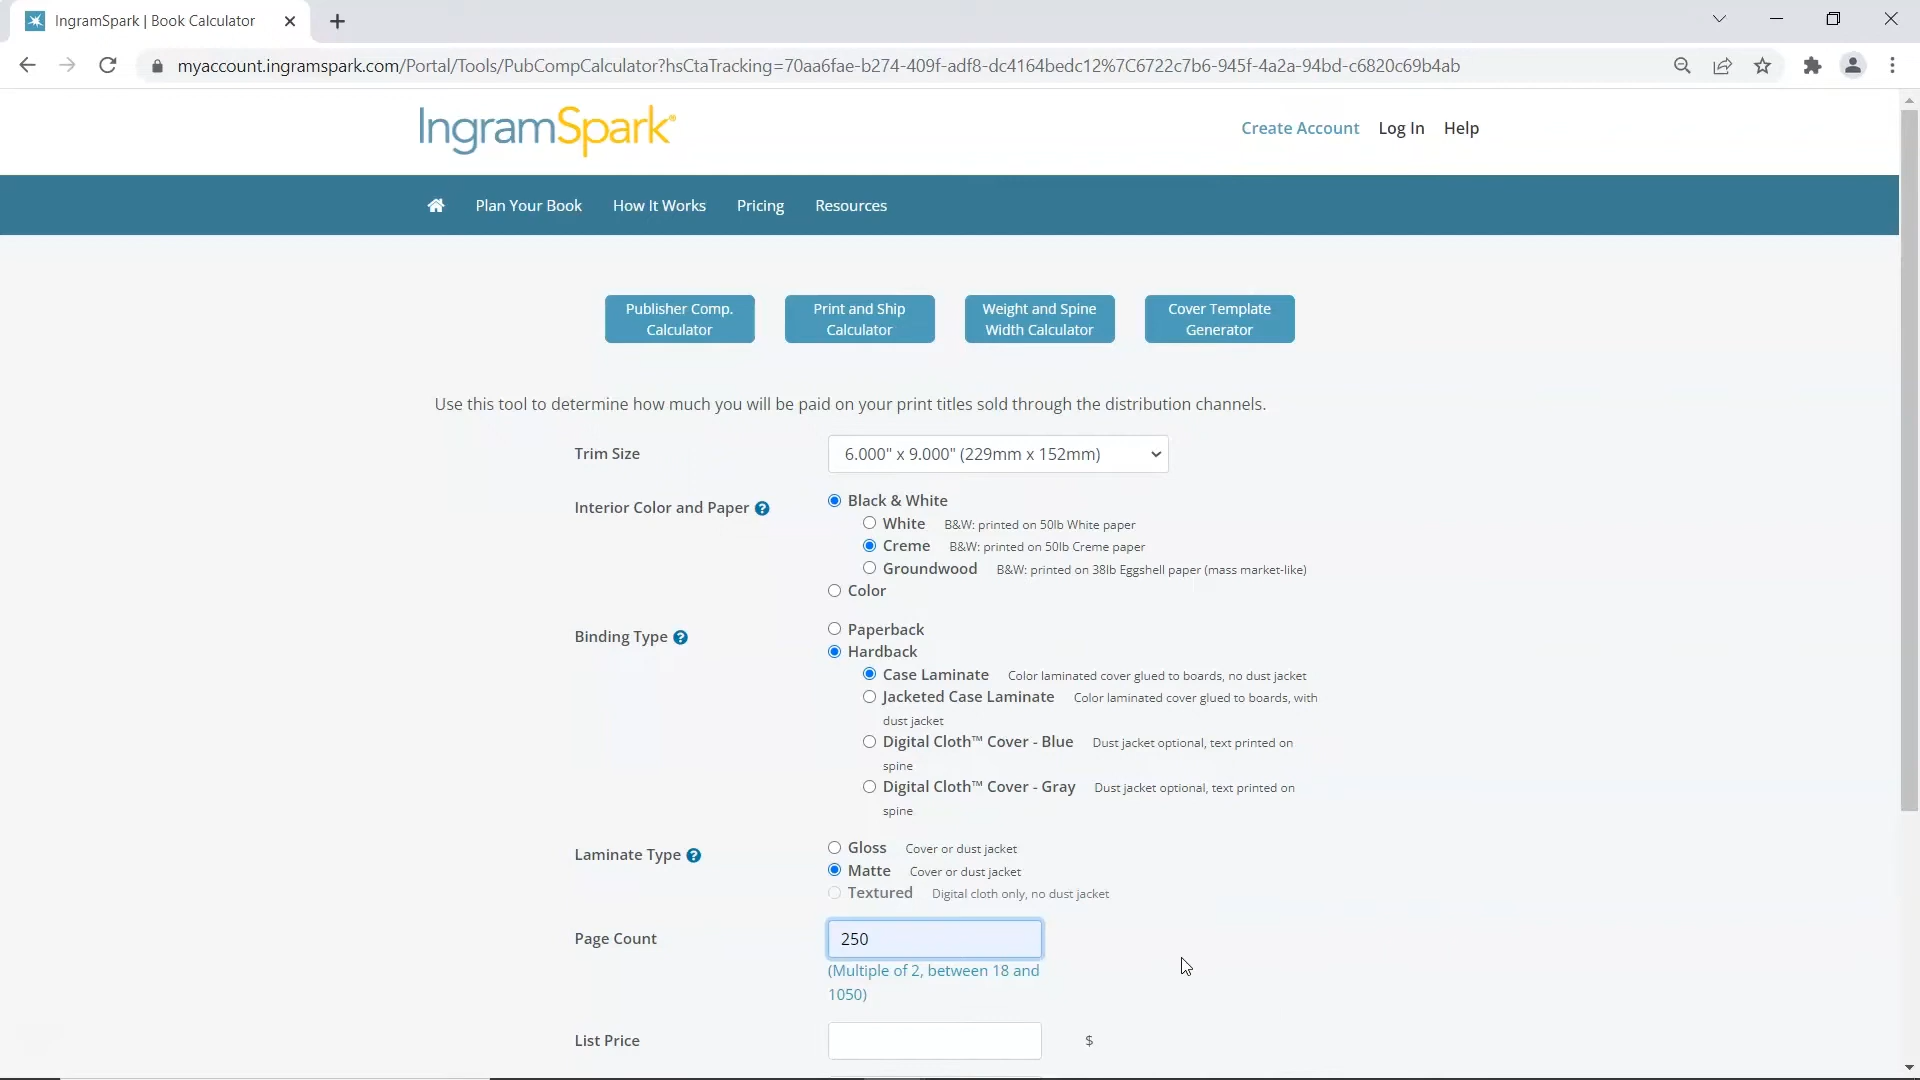 IngramSpark | Book Calculator
myaccount.ingramspark.com/Portal/Tools/PubCompCalculator?hsCtaTracking=70aa6fae-b274-409f-adf8-dc4164bedc12%7C6722c7b6-945f-4a2a-94bd-c6820c69b4ab
IngramSpark®
Create Account Log In Help
Plan Your Book How It Works Pricing Resources
Publisher Comp. Print and Ship Weight and Spine Cover Template
Calculator Calculator Width Calculator Generator
Use this tool to determine how much you will be paid on your print titles sold through the distribution channels.
Trim Size 6.000" x 9.000" (229mm x 152mm)
Black & White
Interior Color and Paper ?
White B&W: printed on 50lb White paper
Creme B&W: printed on 50lb Creme paper
Groundwood B&W: printed on 38lb Eggshell paper (mass market-like)
Color
Paperback
Binding Type ?
Hardback
Case Laminate Color laminated cover glued to boards, no dust jacket
Jacketed Case Laminate Color laminated cover glued to boards, with
dust jacket
Digital Cloth™ Cover - Blue Dust jacket optional, text printed on
spine
Digital Cloth™ Cover - Gray Dust jacket optional, text printed on
spine
Gloss Cover or dust jacket
Laminate Type ?
Matte Cover or dust jacket
Textured Digital cloth only, no dust jacket
Page Count 250
(Multiple of 2, between 18 and
1050)
List Price $